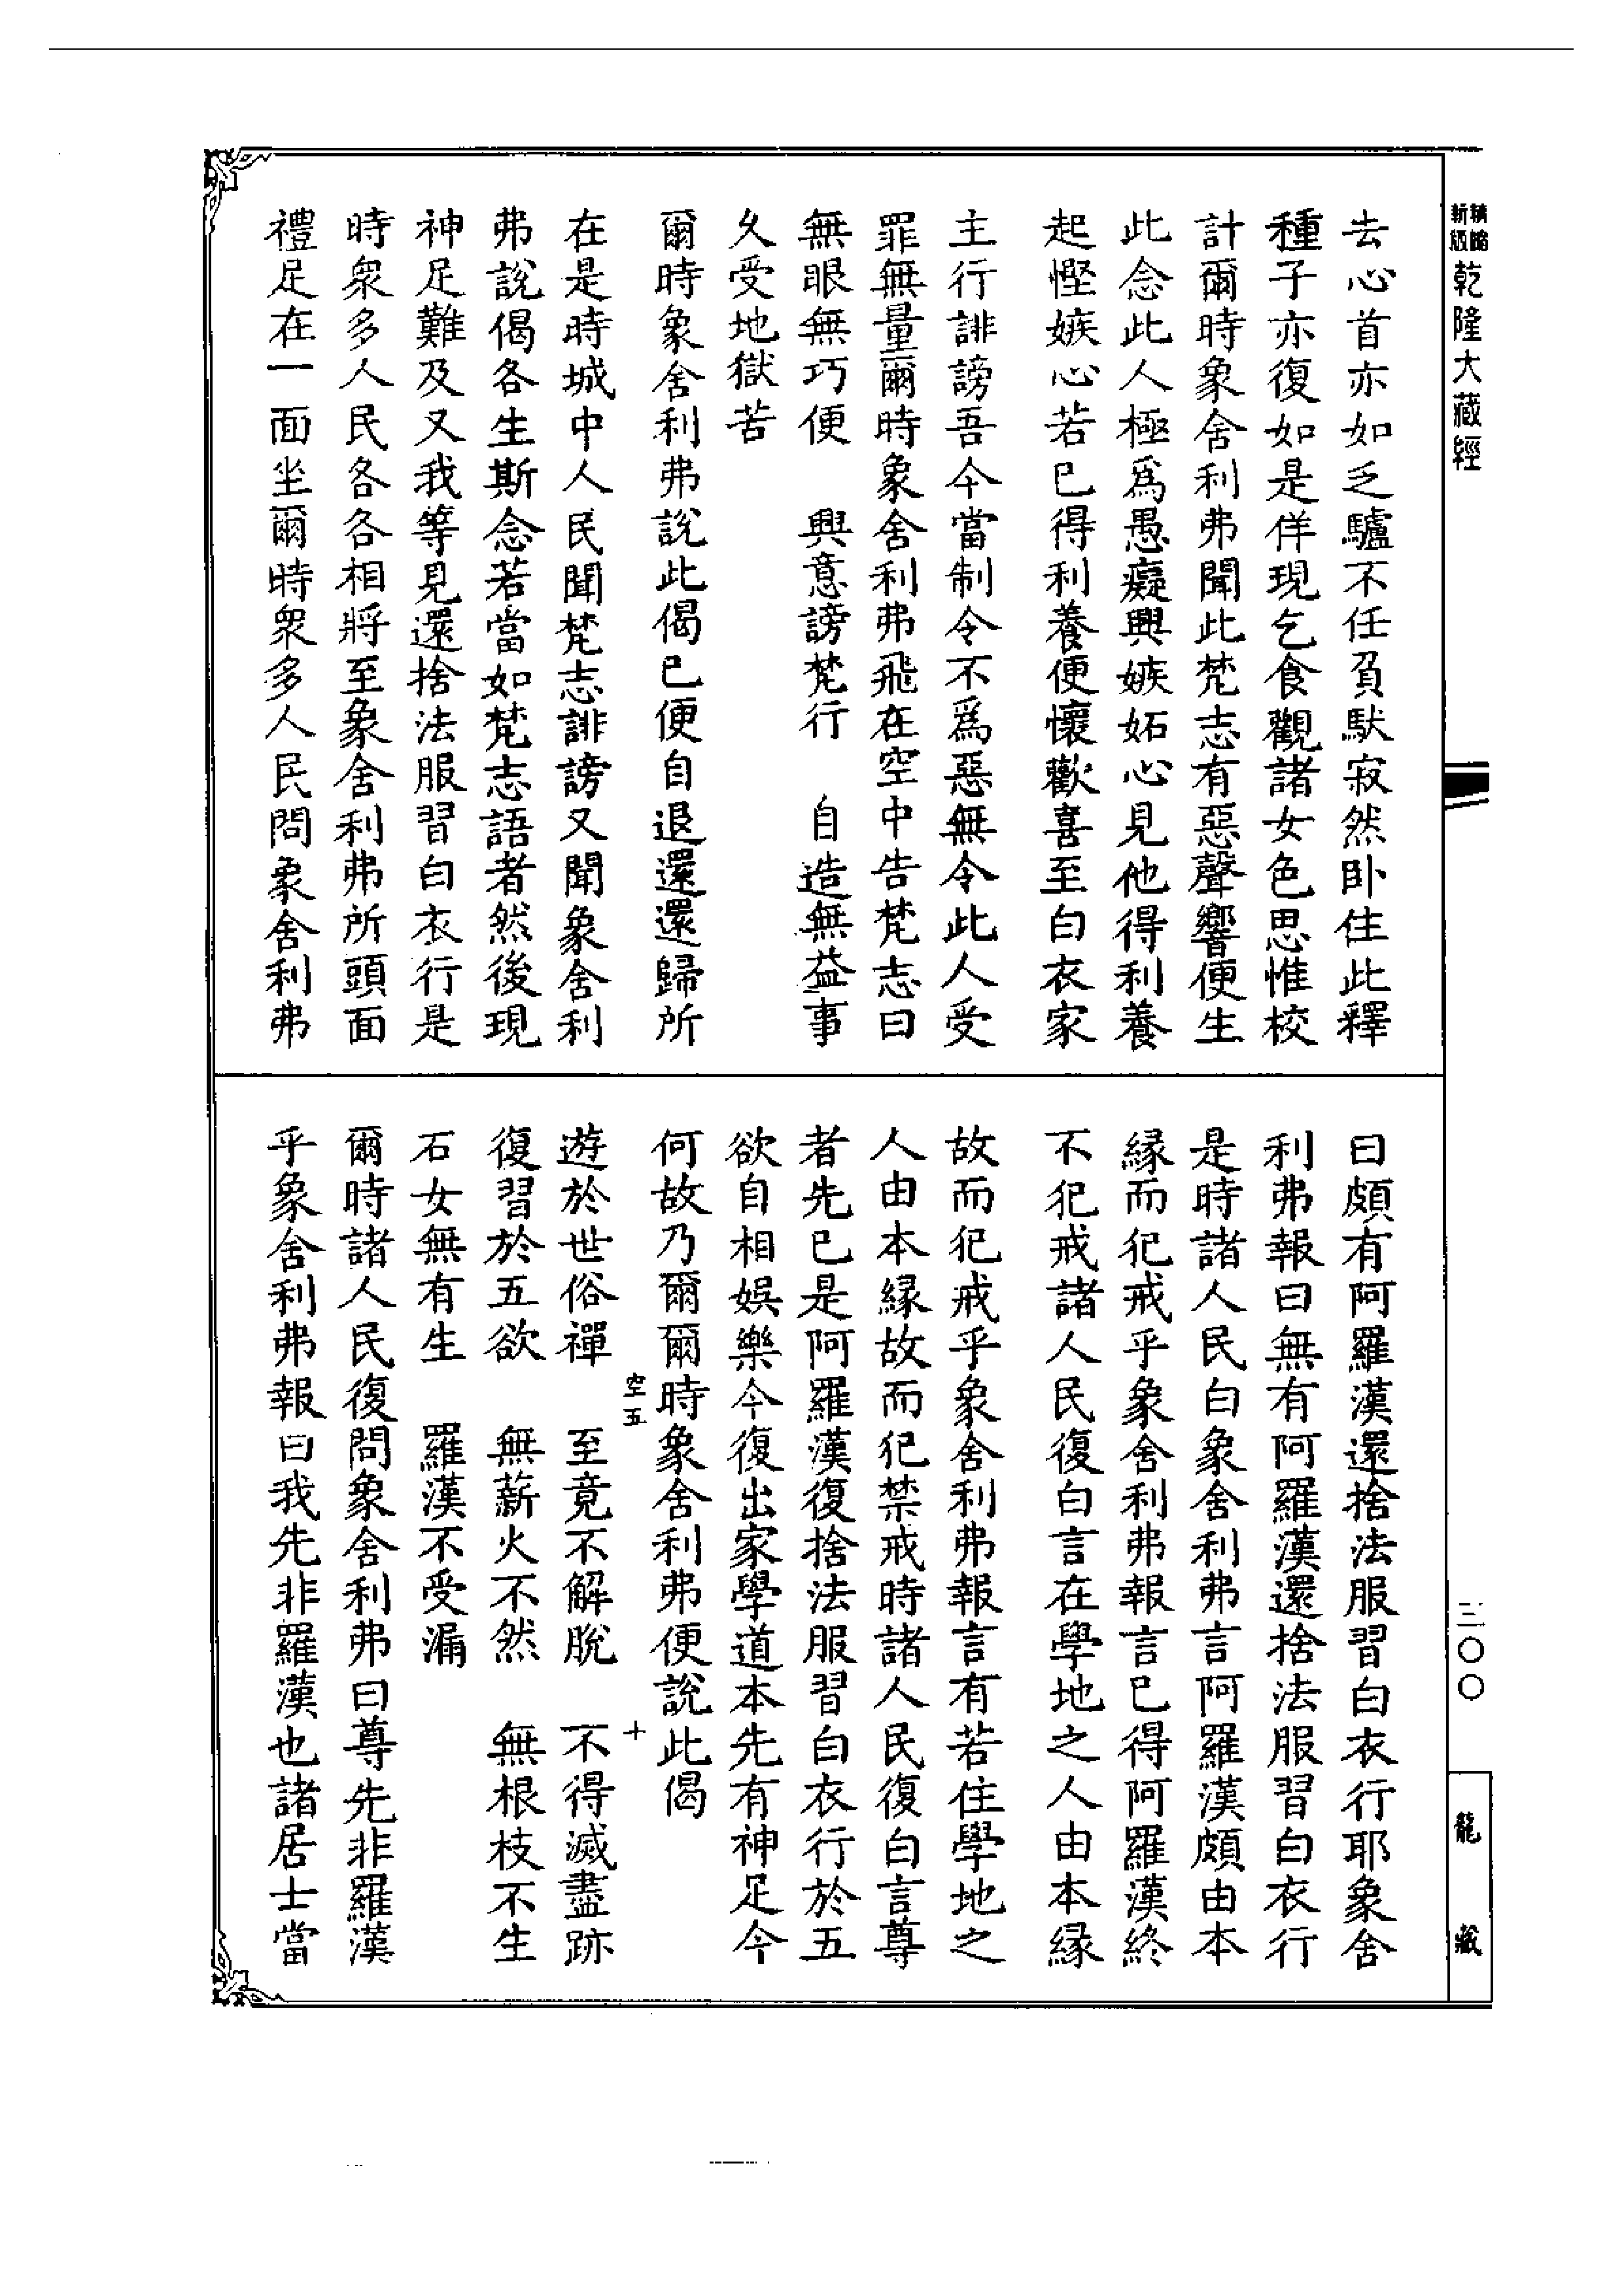 精縮
新版
乾隆大藏經
去心首亦如乏驢不任負馱寂然卧住此釋
種子亦復如是佯現乞食觀諸女色思惟校
計爾時象舍利弗聞此梵志有惡聲響便生
此念此人極爲愚癡興嫉妬心見他得利養
起慳嫉心若已得利養便懷歡喜至白衣家
主行誹謗吾今當制令不爲惡無令此人受
罪無量爾時象舍利弗飛在空中告梵志曰
無眼無巧便　興意謗梵行　自造無益事
久受地獄苦
爾時象舍利弗說此偈已便自退還還歸所
在是時城中人民聞梵志誹謗又聞象舍利
弗說偈各生斯念若當如梵志語者然後現
神足難及又我等見還捨法服習白衣行是
時衆多人民各各相將至象舍利弗所頭面
禮足在一面坐爾時衆多人民問象舍利弗
曰頗有阿羅漢還捨法服習白衣行耶象舍
利弗報曰無有阿羅漢還捨法服習白衣行
是時諸人民白象舍利弗言阿羅漢頗由本
縁而犯戒乎象舍利弗報言已得阿羅漢終
不犯戒諸人民復白言在學地之人由本縁
故而犯戒乎象舍利弗報言有若住學地之
人由本縁故而犯禁戒時諸人民復白言尊
者先已是阿羅漢復捨法服習白衣行於五
欲自相娛樂今復出家學道本先有神足今
何故乃爾爾時象舍利弗便說此偈
空五
十
遊於世俗禪　至竟不解脫　不得滅盡跡
復習於五欲　無薪火不然　無根枝不生
石女無有生　羅漢不受漏
爾時諸人民復問象舍利弗曰尊先非羅漢
乎象舍利弗報曰我先非羅漢也諸居士當
三〇〇
龍藏